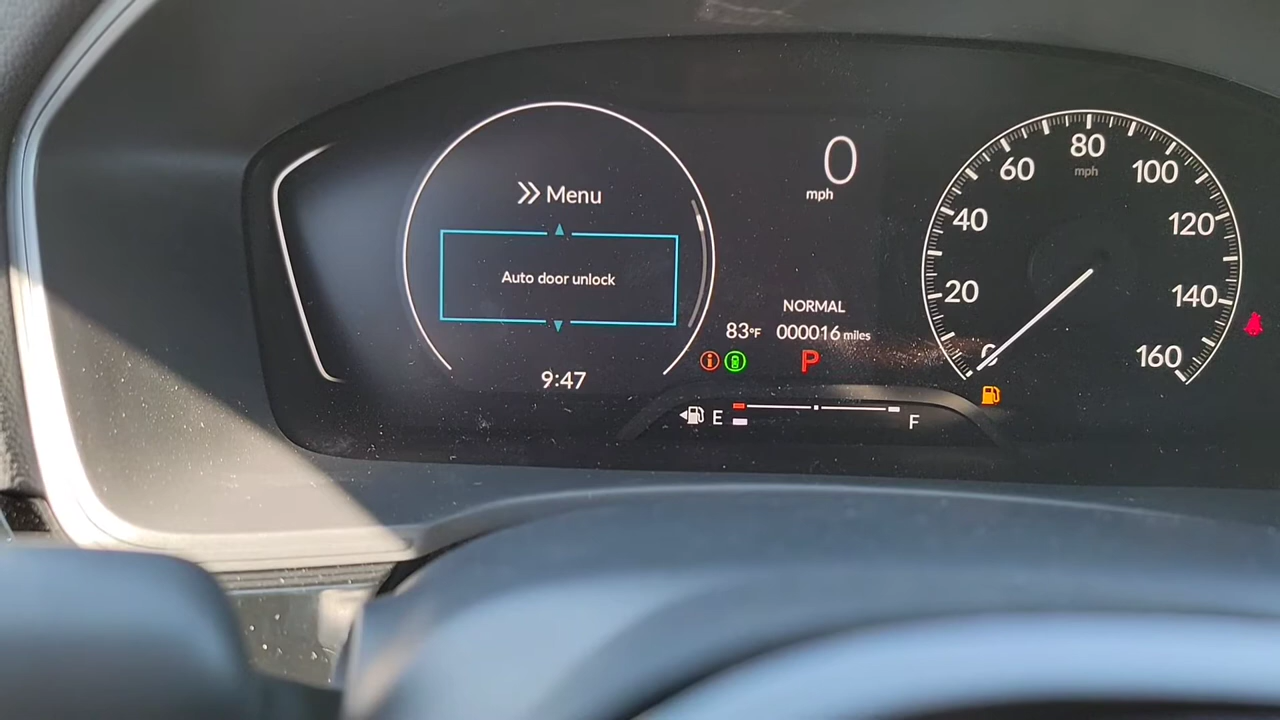 Menu
Auto door unlock
9:47
0
mph
NORMAL
83°F 000016 miles
P
E
F
0
20
40
60
80
mph
100
120
140
160